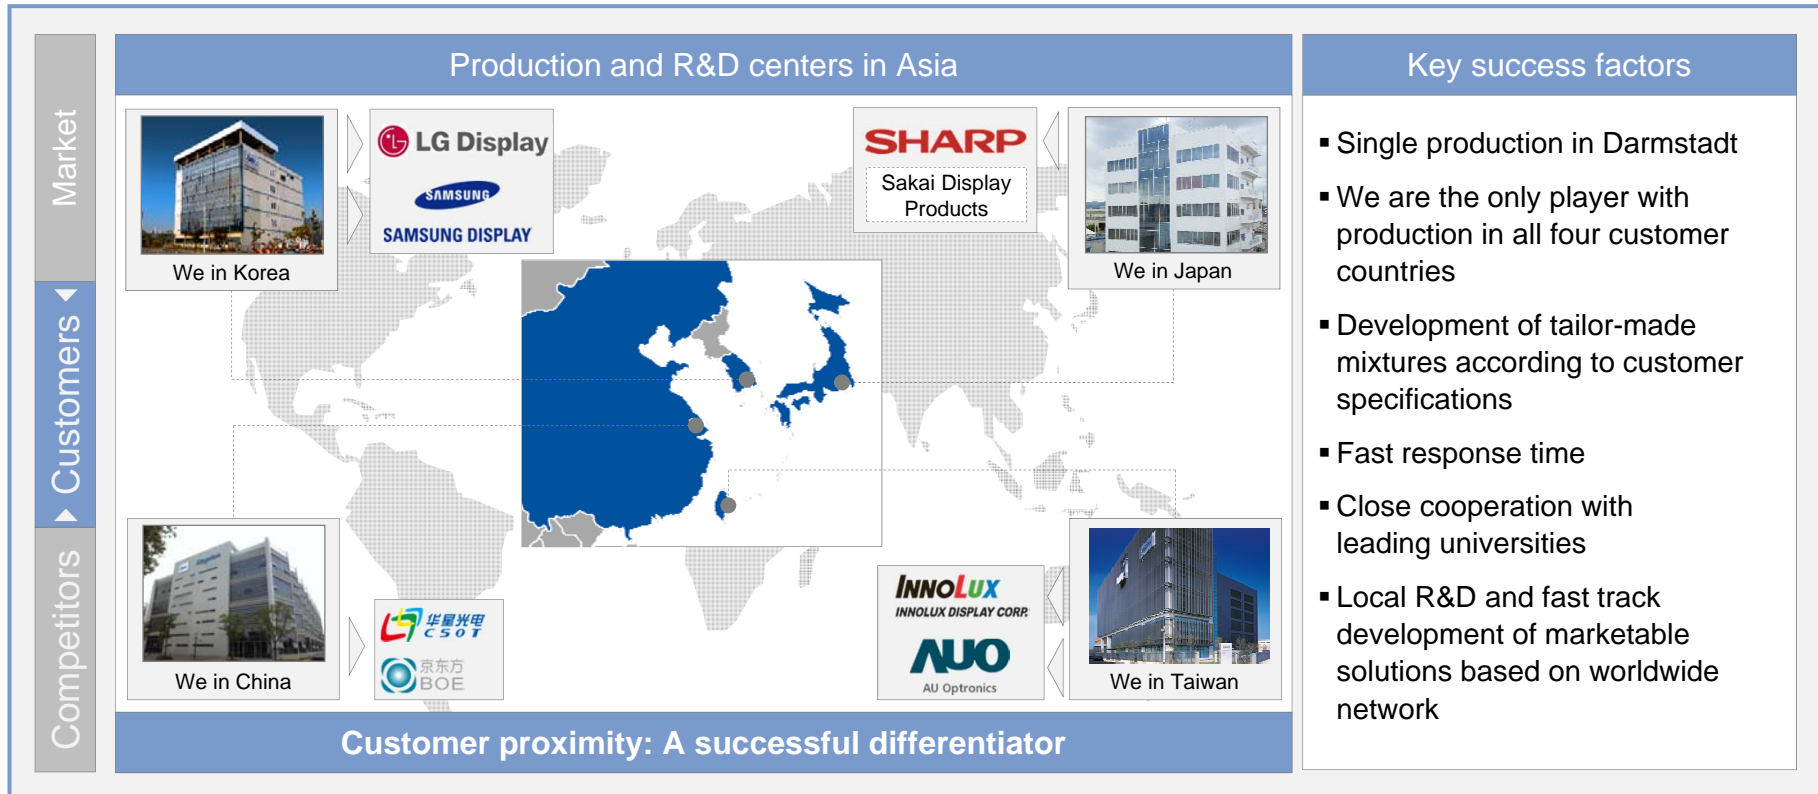 Market
Customers
Competitors
Production and R&D centers in Asia
We in Korea
LG Display
SAMSUNG
SAMSUNG DISPLAY
SHARP
Sakai Display
Products
We in Japan
We in China
华星光电
CSOT
京东方
BOE
INNOLUX
INNOLUX DISPLAY CORP.
AUO
AU Optronics
We in Taiwan
Customer proximity: A successful differentiator
Key success factors
▪ Single production in Darmstadt
▪ We are the only player with
production in all four customer
countries
▪ Development of tailor-made
mixtures according to customer
specifications
▪ Fast response time
▪ Close cooperation with
leading universities
▪ Local R&D and fast track
development of marketable
solutions based on worldwide
network